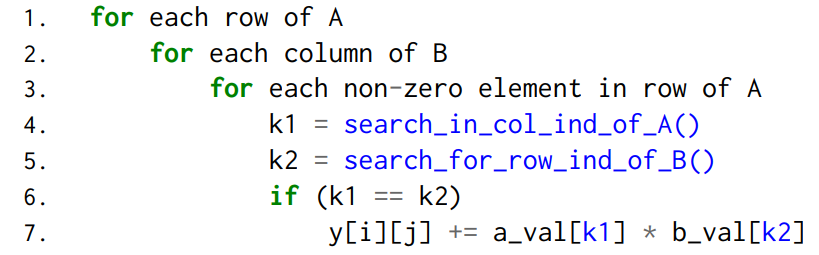 1. for each row of A
2. for each column of B
3. for each non-zero element in row of A
4. k1 = search_in_col_ind_of_A()
5. k2 = search_for_row_ind_of_B()
6. if (k1 == k2)
7. y[i][j] += a_val[k1] * b_val[k2]